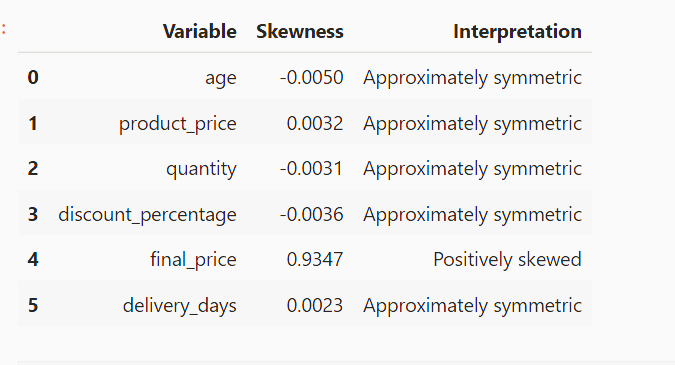 Variable Skewness Interpretation
0 age -0.0050 Approximately symmetric
1 product_price 0.0032 Approximately symmetric
2 quantity -0.0031 Approximately symmetric
3 discount_percentage -0.0036 Approximately symmetric
4 final_price 0.9347 Positively skewed
5 delivery_days 0.0023 Approximately symmetric